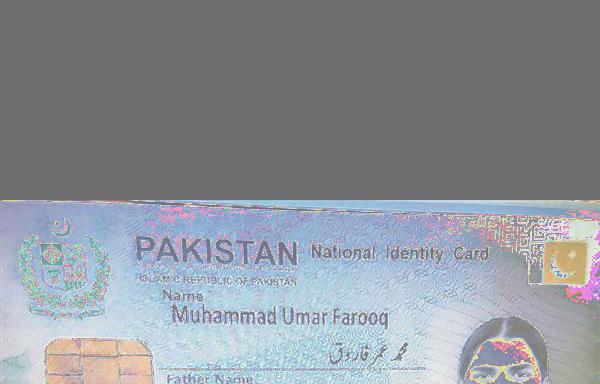 PAKISTAN National Identity Card
ISLAMIC REPUBLIC OF PAKISTAN
Name
Muhammad Umar Farooq
محمد عمر فاروق
Father Name